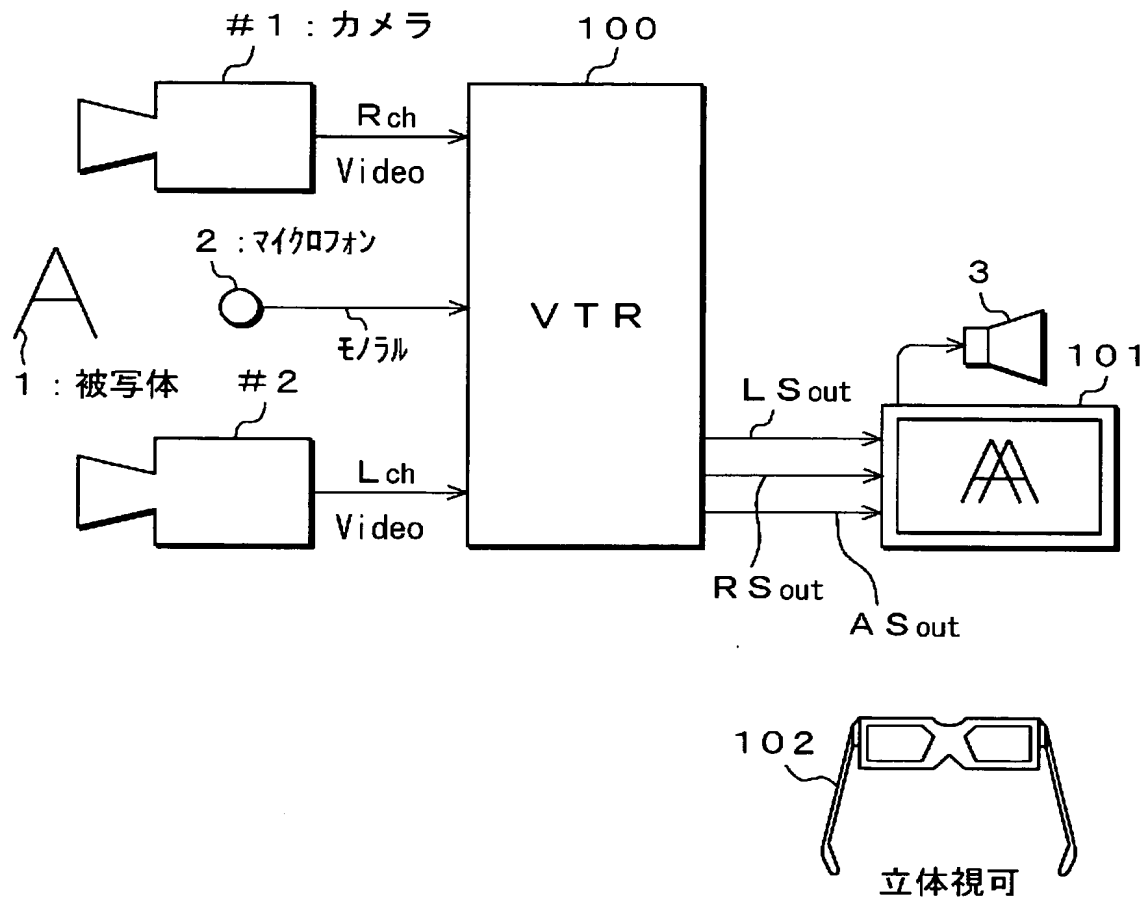 #1:カメラ
100
Rch
Video
2:マイクロフォン
モノラル
A
1:被写体
VTR
3
101
#2
Lch
Video
LSout
AA
RSout
ASout
102
立体視可